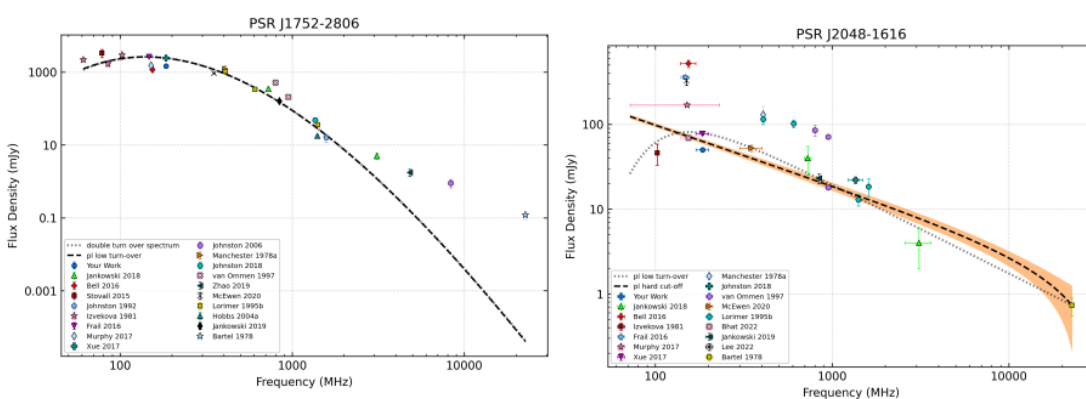 PSR J1752-2806
Flux Density (mJy)
1000
10
0.1
0.001
100
1000
10000
Frequency (MHz)
double turn over spectrum
pl low turn-over
Your Work
Jankowski 2018
Bell 2016
Stovall 2015
Johnston 1992
Izvekova 1981
Frail 2016
Murphy 2017
Xue 2017
Johnston 2006
Manchester 1978a
Johnston 2018
van Ommen 1997
Zhao 2019
McEwen 2020
Lorimer 1995b
Hobbs 2004a
Jankowski 2019
Bartel 1978
PSR J2048-1616
Flux Density (mJy)
1000
100
10
1
100
1000
10000
Frequency (MHz)
pl low turn-over
pl hard cut-off
Your Work
Jankowski 2018
Bell 2016
Izvekova 1981
Frail 2016
Murphy 2017
Xue 2017
Manchester 1978a
Johnston 2018
van Ommen 1997
McEwen 2020
Lorimer 1995b
Bhat 2022
Jankowski 2019
Lee 2022
Bartel 1978